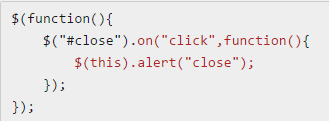 $(function(){
    $("#close").on("click",function(){
        $(this).alert("close");
    });
});